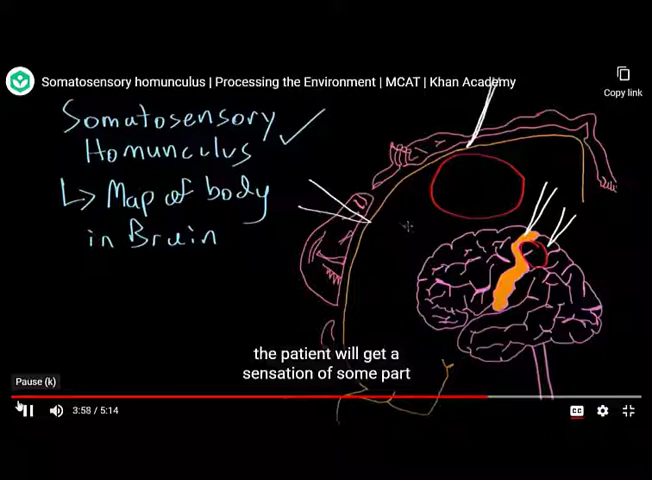 Somatosensory homunculus | Processing the Environment | MCAT | Khan Academy
Copy link
Somatosensory
Homunculus
↳ Map of body
in Brain
the patient will get a
sensation of some part
Pause (k)
3:58 / 5:14
CC